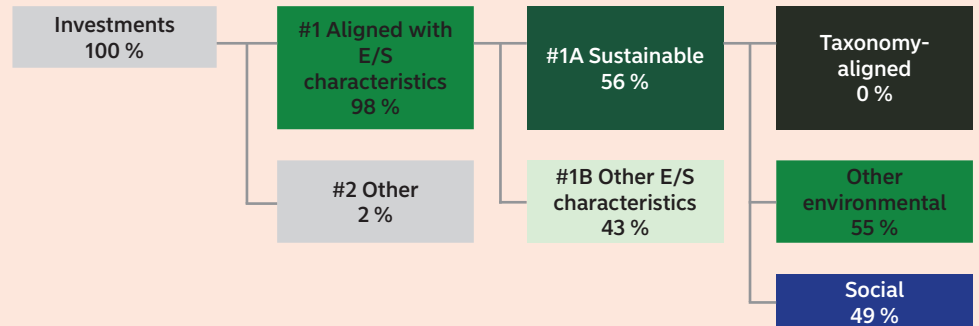 Investments
100 %
#1 Aligned with
E/S
characteristics
98 %
#1A Sustainable
56 %
Taxonomy-
aligned
0 %
#2 Other
2 %
#1B Other E/S
characteristics
43 %
Other
environmental
55 %
Social
49 %